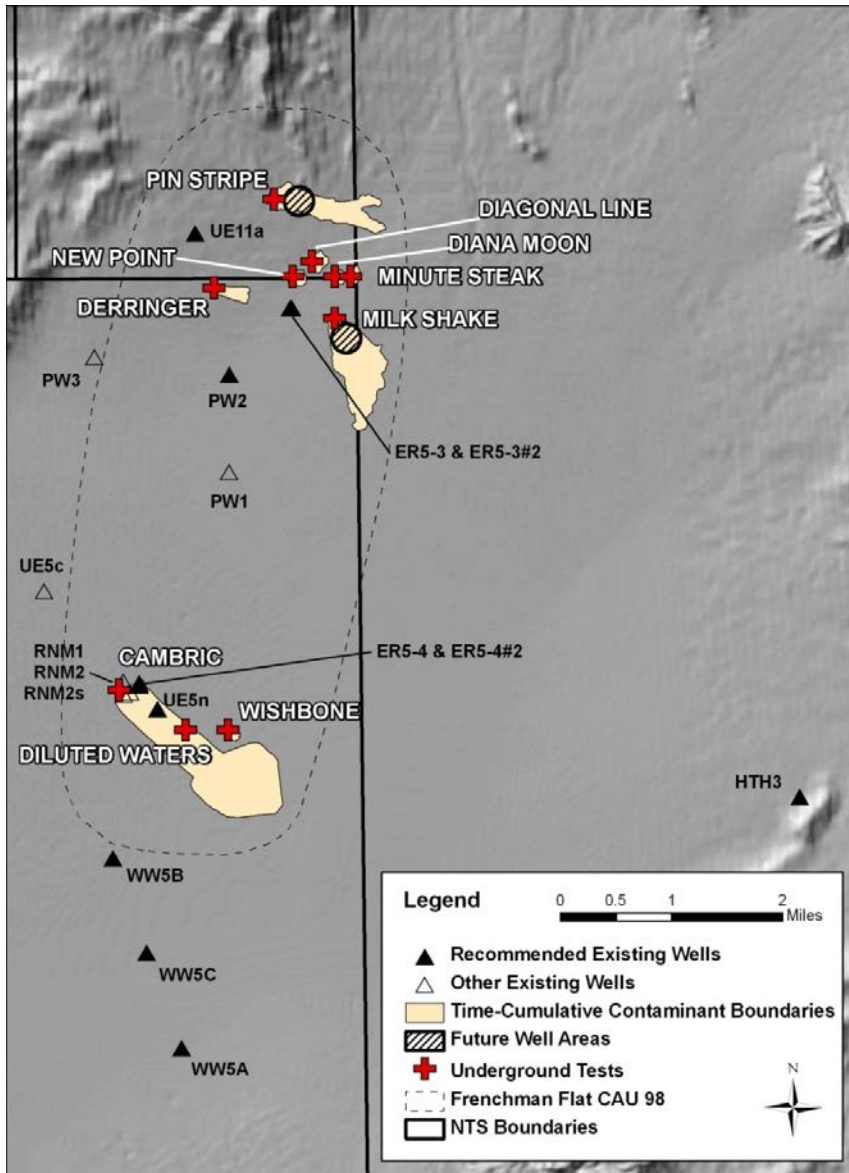 PIN STRIPE
DIAGONAL LINE
UE11a
DIANA MOON
NEW POINT
MINUTE STEAK
DERRINGER
MILK SHAKE
PW3
PW2
ER5-3 & ER5-3#2
PW1
UE5c
RNM1
RNM2
RNM2s
CAMBRIC
ER5-4 & ER5-4#2
UE5n
WISHBONE
DILUTED WATERS
HTH3
WW5B
WW5C
WW5A
Legend
0 0.5 1 2
Miles
Recommended Existing Wells
Other Existing Wells
Time-Cumulative Contaminant Boundaries
Future Well Areas
Underground Tests
Frenchman Flat CAU 98
NTS Boundaries
N